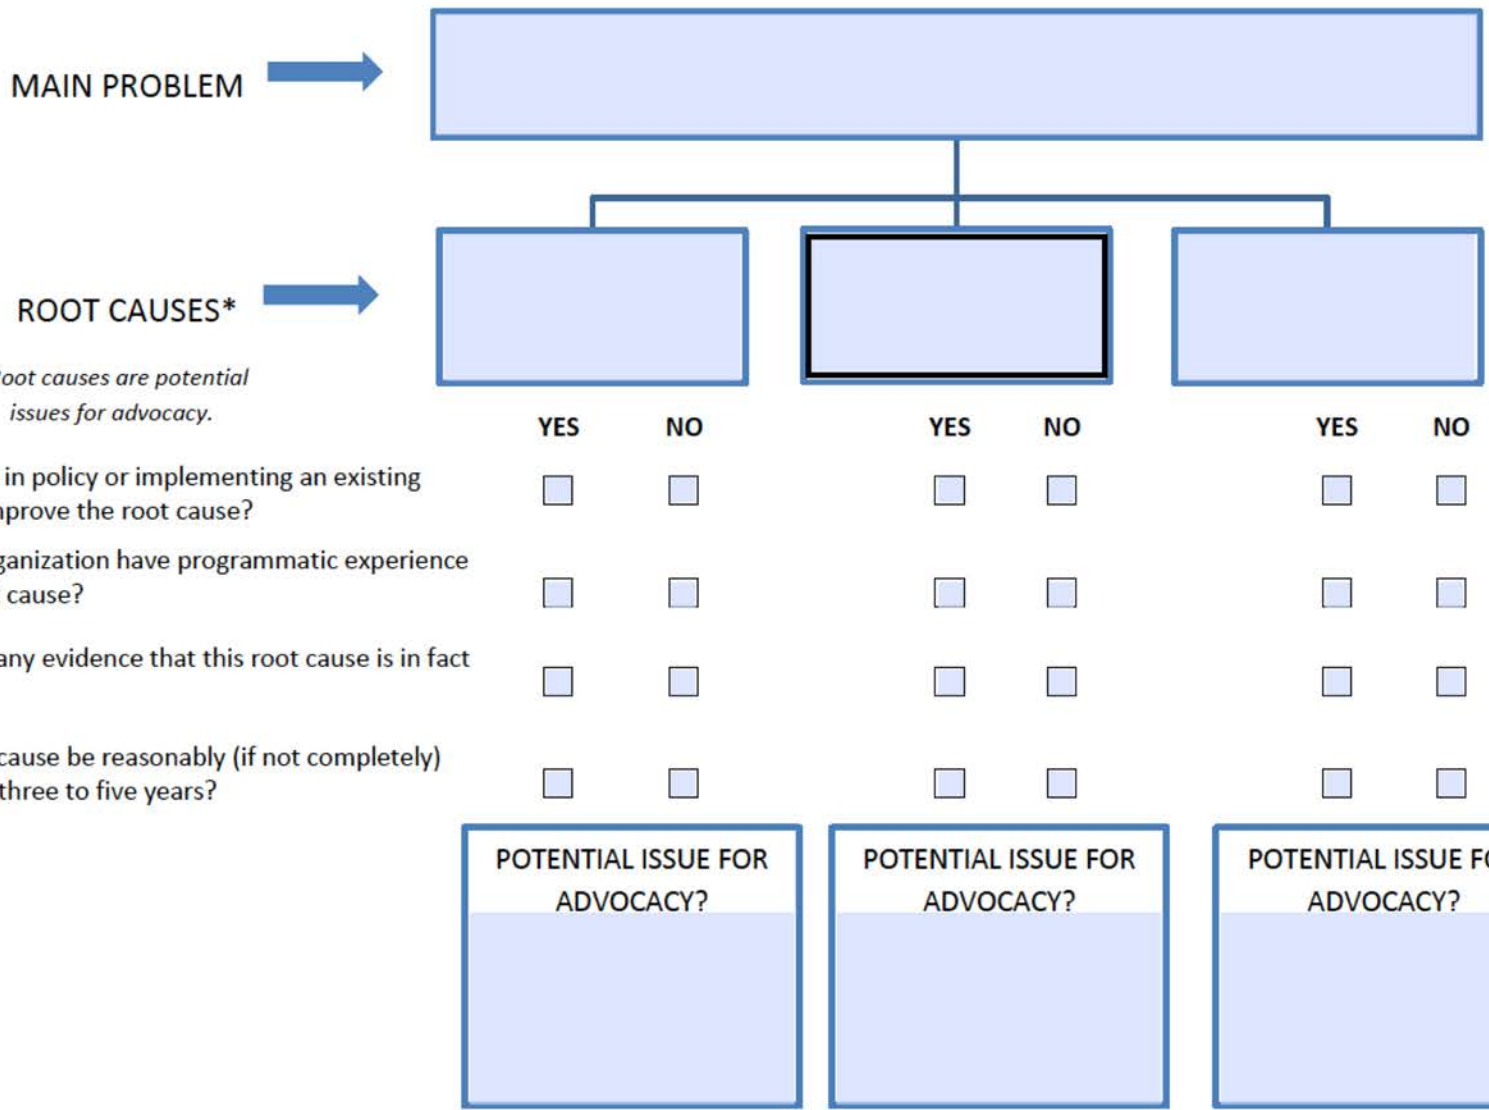 MAIN PROBLEM
ROOT CAUSES*
oot causes are potential
issues for advocacy.
YES NO YES NO YES NO
in policy or implementing an existing
nprove the root cause?
ganization have programmatic experience
cause?
any evidence that this root cause is in fact
cause be reasonably (if not completely)
three to five years?
POTENTIAL ISSUE FOR
ADVOCACY?
POTENTIAL ISSUE FOR
ADVOCACY?
POTENTIAL ISSUE FO
ADVOCACY?